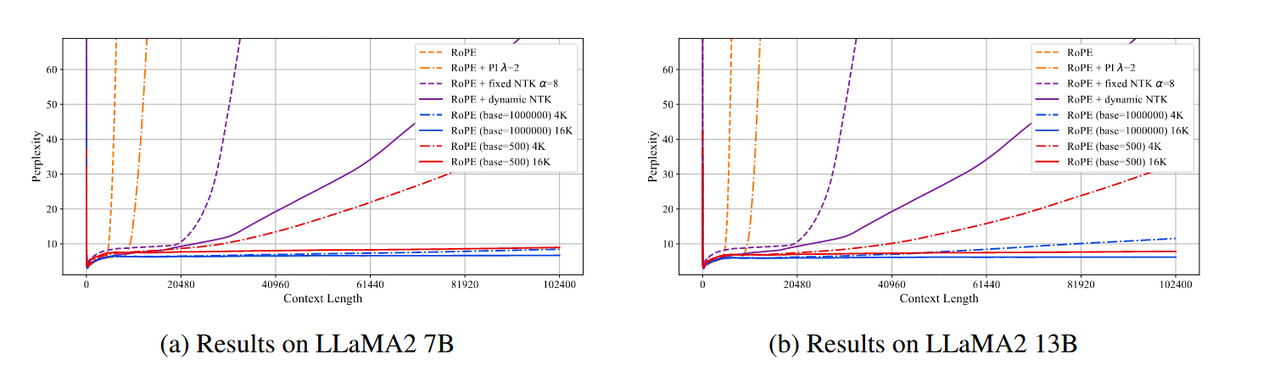 RoPE
RoPE + PI λ=2
RoPE + fixed NTK α=8
RoPE + dynamic NTK
RoPE (base=1000000) 4K
RoPE (base=1000000) 16K
RoPE (base=500) 4K
RoPE (base=500) 16K
Perplexity
60
50
40
30
20
10
0
20480
40960
61440
81920
102400
Context Length
(a) Results on LLaMA2 7B
RoPE
RoPE + PI λ=2
RoPE + fixed NTK α=8
RoPE + dynamic NTK
RoPE (base=1000000) 4K
RoPE (base=1000000) 16K
RoPE (base=500) 4K
RoPE (base=500) 16K
Perplexity
60
50
40
30
20
10
0
20480
40960
61440
81920
102400
Context Length
(b) Results on LLaMA2 13B